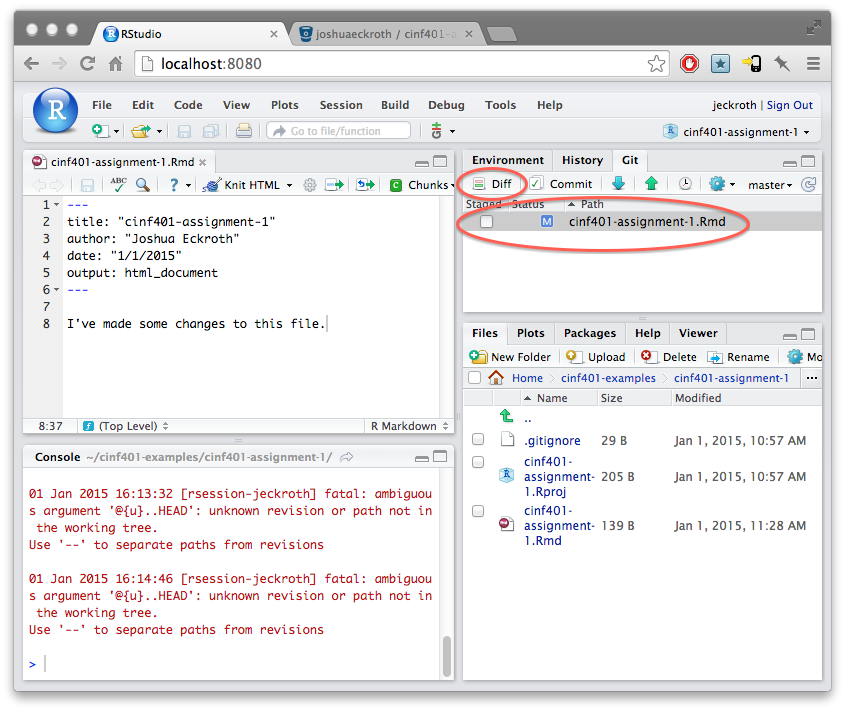 RStudio
joshuaeckroth / cinf401-a
localhost:8080
R
File Edit Code View Plots Session Build Debug Tools Help
jeckroth | Sign Out
Go to file/function
cinf401-assignment-1
cinf401-assignment-1.Rmd
ABC ? Knit HTML Chunks
1 ---
2 title: "cinf401-assignment-1"
3 author: "Joshua Eckroth"
4 date: "1/1/2015"
5 output: html_document
6 ---
7
8 I've made some changes to this file.
8:37 (Top Level) R Markdown
Console ~/cinf401-examples/cinf401-assignment-1/
01 Jan 2015 16:13:32 [rsession-jeckroth] fatal: ambiguou
s argument '@{u}..HEAD': unknown revision or path not in
the working tree.
Use '--' to separate paths from revisions
01 Jan 2015 16:14:46 [rsession-jeckroth] fatal: ambiguou
s argument '@{u}..HEAD': unknown revision or path not in
the working tree.
Use '--' to separate paths from revisions
>
Environment History Git
Diff Commit master
Staged Status Path
M cinf401-assignment-1.Rmd
Files Plots Packages Help Viewer
New Folder Upload Delete Rename Mo
Home cinf401-examples cinf401-assignment-1 ...
Name Size Modified
..
.gitignore 29 B Jan 1, 2015, 10:57 AM
cinf401-
assignment- 205 B Jan 1, 2015, 10:57 AM
1.Rproj
cinf401-
assignment- 139 B Jan 1, 2015, 11:28 AM
1.Rmd